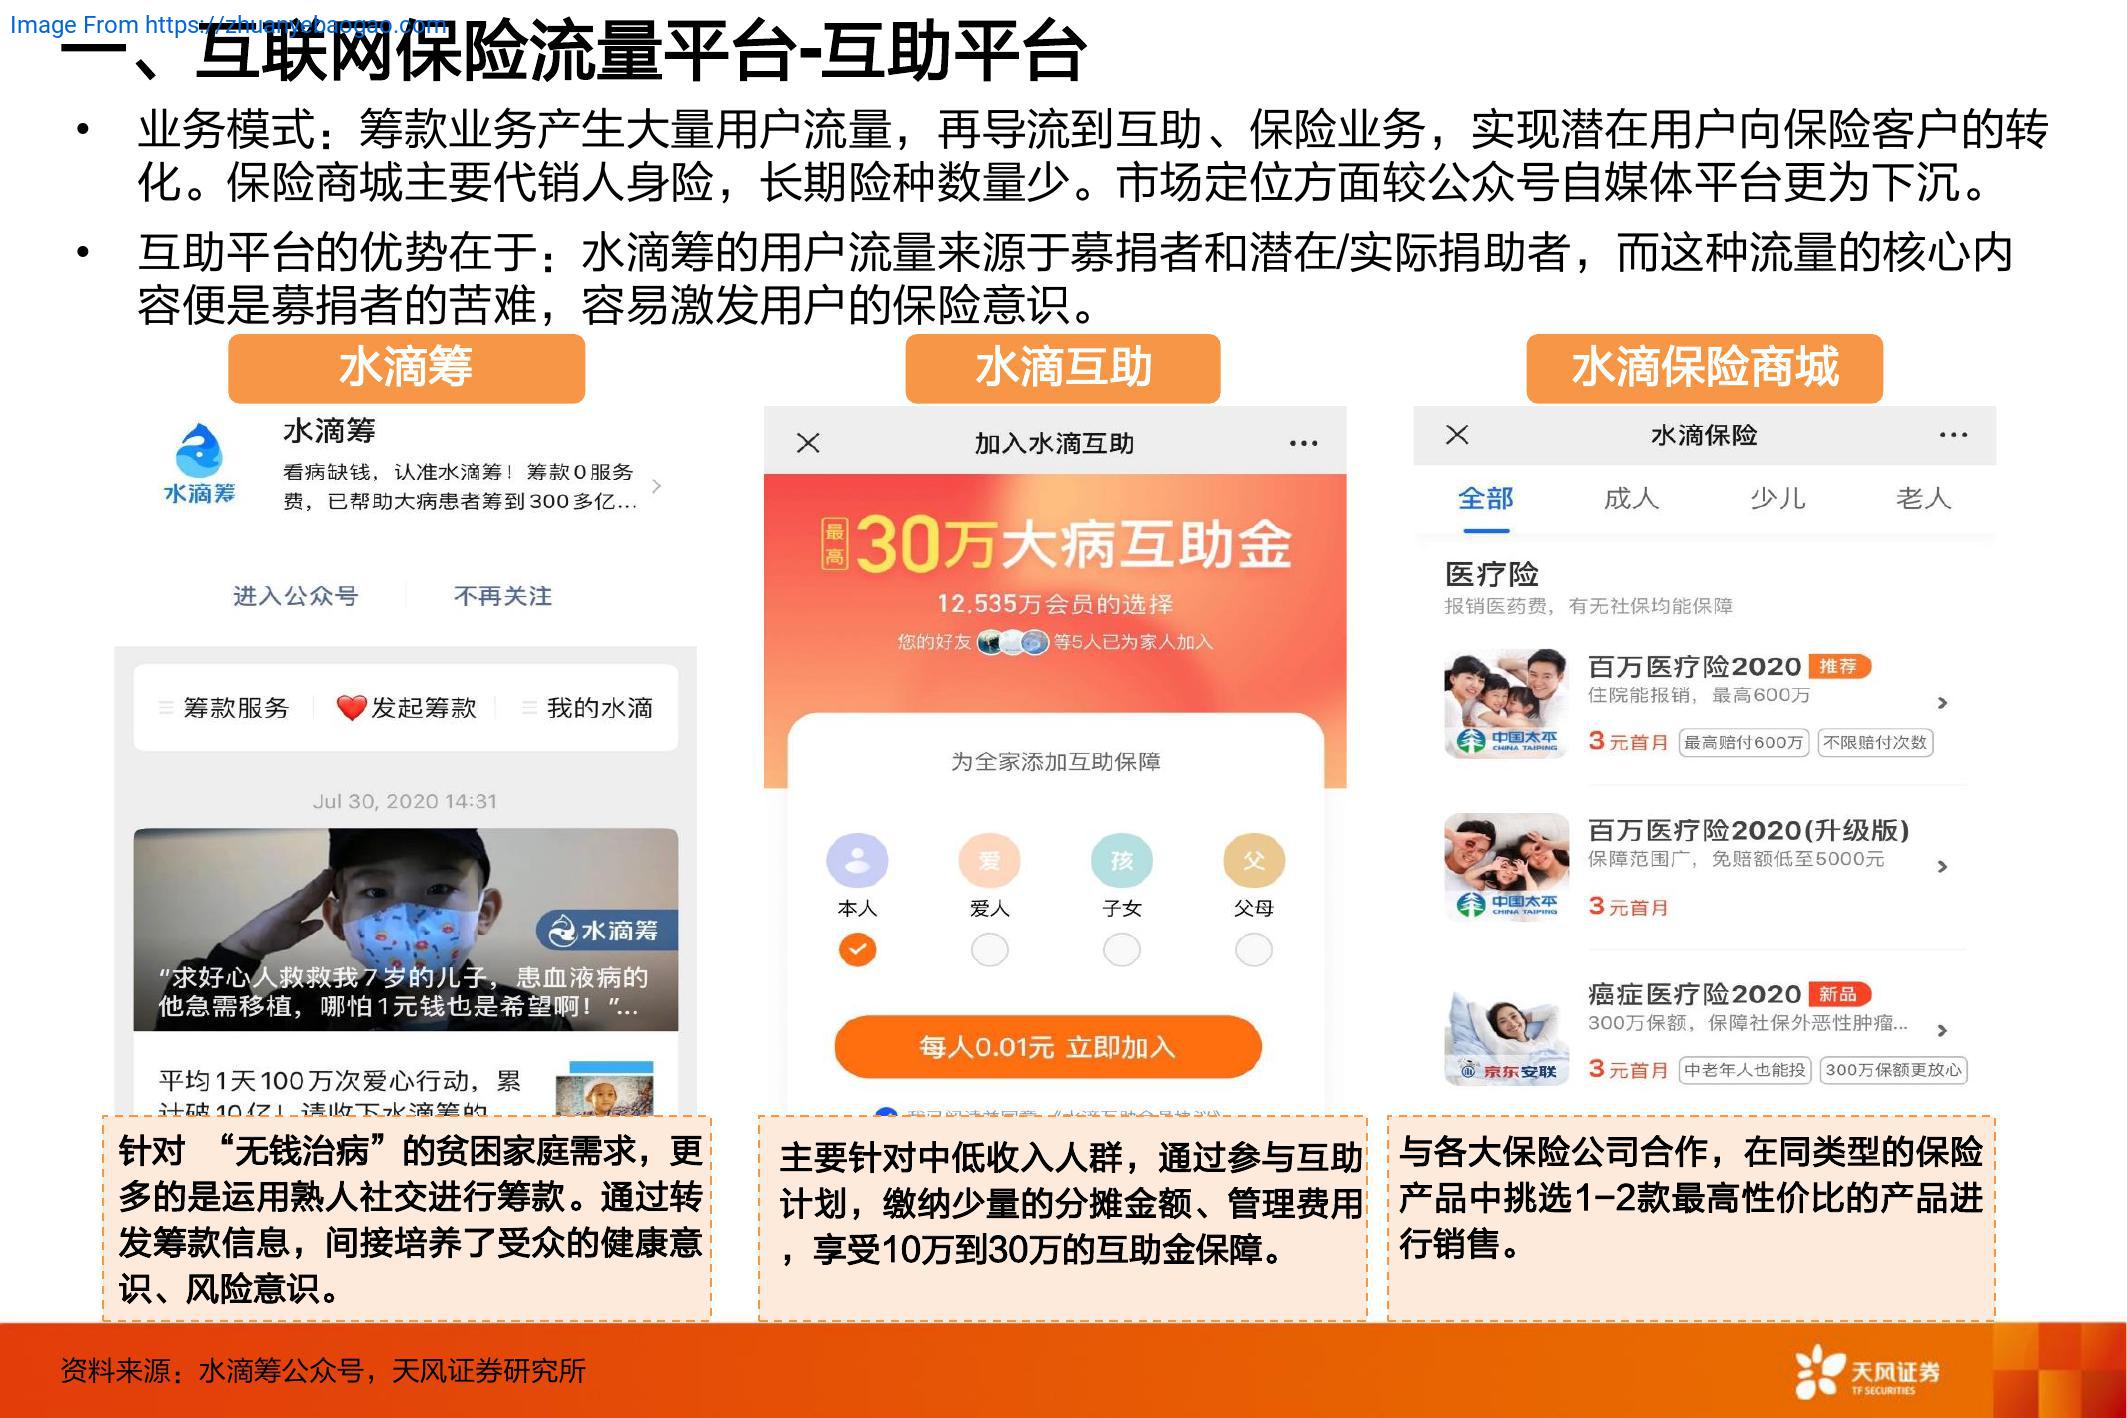 Image From https://zhuanyebaogao.com
一、互联网保险流量平台-互助平台
• 业务模式：筹款业务产生大量用户流量，再导流到互助、保险业务，实现潜在用户向保险客户的转
化。保险商城主要代销人身险，长期险种数量少。市场定位方面较公众号自媒体平台更为下沉。
• 互助平台的优势在于：水滴筹的用户流量来源于募捐者和潜在/实际捐助者，而这种流量的核心内
容便是募捐者的苦难，容易激发用户的保险意识。
水滴筹
水滴筹
水滴筹
看病缺钱，认准水滴筹！筹款0服务
费，已帮助大病患者筹到300多亿...
进入公众号 不再关注
筹款服务 发起筹款 我的水滴
Jul 30, 2020 14:31
水滴筹
“求好心人救救我7岁的儿子，患血液病的
他急需移植，哪怕1元钱也是希望啊！”...
平均1天100万次爱心行动，累
计破10亿！请收下水滴筹的
针对 “无钱治病”的贫困家庭需求，更
多的是运用熟人社交进行筹款。通过转
发筹款信息，间接培养了受众的健康意
识、风险意识。
水滴互助
加入水滴互助
最高30万大病互助金
12,535万会员的选择
您的好友 等5人已为家人加入
为全家添加互助保障
爱 孩 父
本人 爱人 子女 父母
每人0.01元 立即加入
主要针对中低收入人群，通过参与互助
计划，缴纳少量的分摊金额、管理费用
，享受10万到30万的互助金保障。
水滴保险商城
水滴保险
全部 成人 少儿 老人
医疗险
报销医药费，有无社保均能保障
百万医疗险2020 推荐
住院能报销，最高600万
中国太平
CHINA TAIPING
3元首月 最高赔付600万 不限赔付次数
百万医疗险2020(升级版)
保障范围广，免赔额低至5000元
中国太平
CHINA TAIPING
3元首月
癌症医疗险2020 新品
300万保额，保障社保外恶性肿瘤...
京东安联
3元首月 中老年人也能投 300万保额更放心
与各大保险公司合作，在同类型的保险
产品中挑选1-2款最高性价比的产品进
行销售。
资料来源：水滴筹公众号，天风证券研究所
天风证券
TF SECURITIES